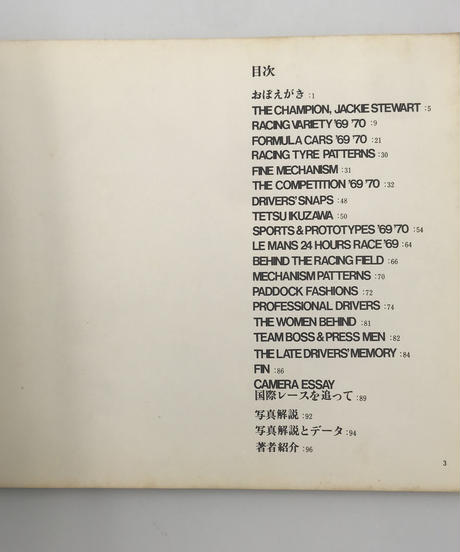 目次
おぼえがき :1
THE CHAMPION, JACKIE STEWART :5
RACING VARIETY '69 '70 :9
FORMULA CARS '69 '70 :21
RACING TYRE PATTERNS :30
FINE MECHANISM :31
THE COMPETITION '69 '70 :32
DRIVERS' SNAPS :48
TETSU IKUZAWA :50
SPORTS & PROTOTYPES '69 '70 :54
LE MANS 24 HOURS RACE '69 :64
BEHIND THE RACING FIELD :66
MECHANISM PATTERNS :70
PADDOCK FASHIONS :72
PROFESSIONAL DRIVERS :74
THE WOMEN BEHIND :81
TEAM BOSS & PRESS MEN :82
THE LATE DRIVERS' MEMORY :84
FIN :86
CAMERA ESSAY
国際レースを追って :89
写真解説 :92
写真解説とデータ :94
著者紹介 :96
3